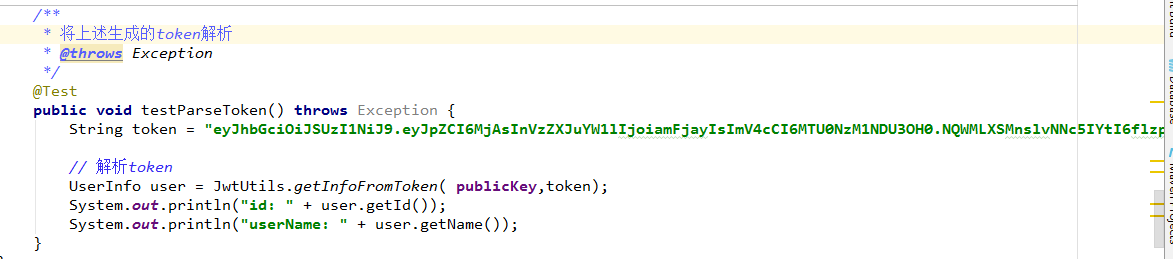 /**
 * 将上述生成的token解析
 * @throws Exception
 */
@Test
public void testParseToken() throws Exception {
    String token = "eyJhbGciOiJSUzI1NiJ9.eyJpZCI6MjAsInVzZXJuYW1lIjoiamFjayIsImV4cCI6MTU0NzM1NDU3OH0.NQWMLXSMnslvNNc5IYtI6flzp
    // 解析token
    UserInfo user = JwtUtils.getInfoFromToken( publicKey,token);
    System.out.println("id: " + user.getId());
    System.out.println("userName: " + user.getName());
}